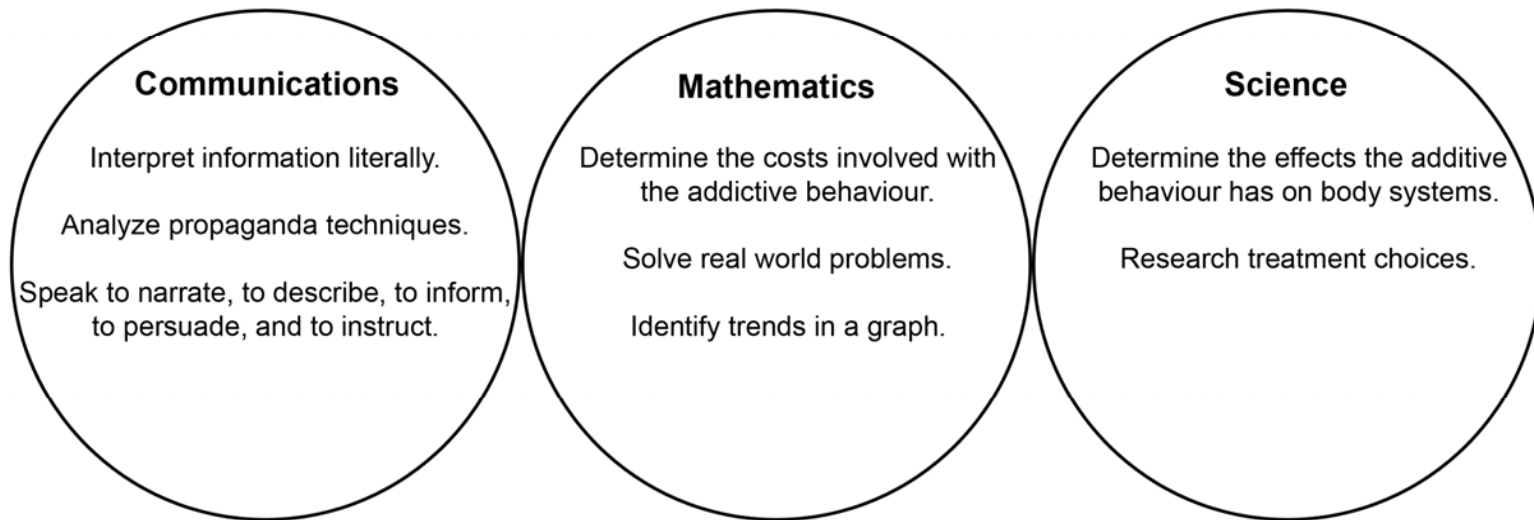 Communications
Interpret information literally.
Analyze propaganda techniques.
Speak to narrate, to describe, to inform,
to persuade, and to instruct.
Mathematics
Determine the costs involved with
the addictive behaviour.
Solve real world problems.
Identify trends in a graph.
Science
Determine the effects the additive
behaviour has on body systems.
Research treatment choices.